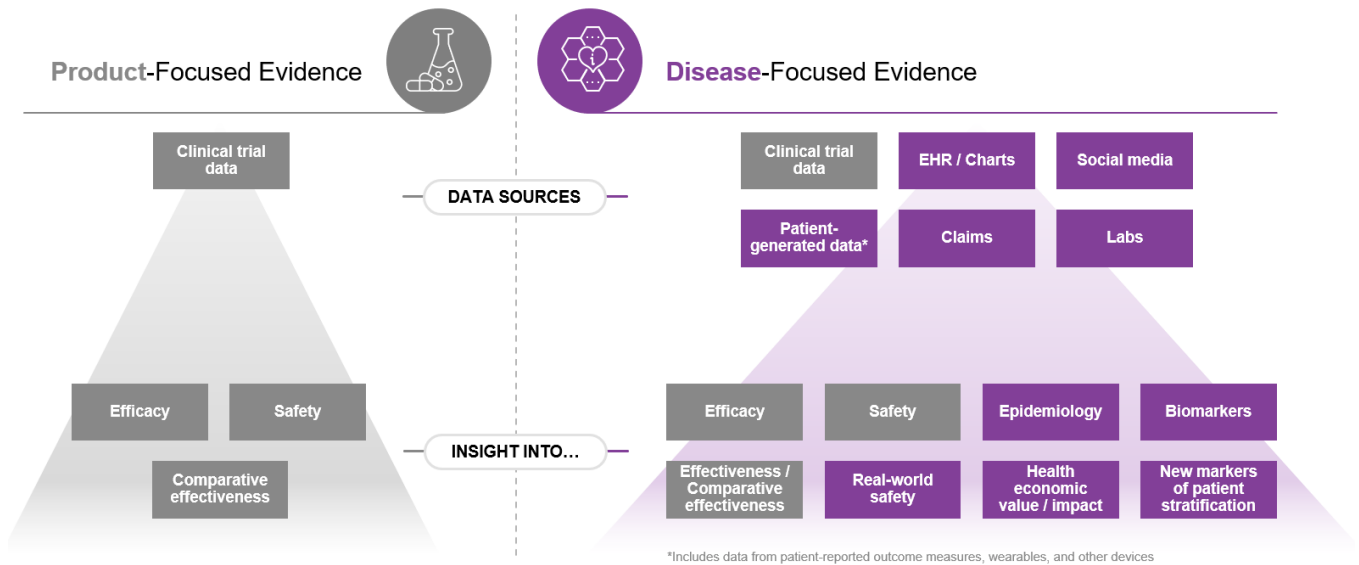 Product-Focused Evidence
Disease-Focused Evidence
Clinical trial
data
DATA SOURCES
Clinical trial
data
EHR / Charts
Social media
Patient-
generated data*
Claims
Labs
Efficacy
Safety
Comparative
effectiveness
INSIGHT INTO…
Efficacy
Safety
Epidemiology
Biomarkers
Effectiveness /
Comparative
effectiveness
Real-world
safety
Health
economic
value / impact
New markers
of patient
stratification
*Includes data from patient-reported outcome measures, wearables, and other devices